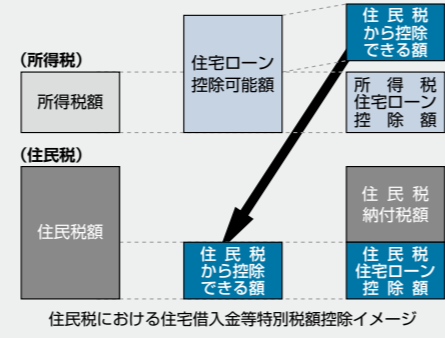 住民税
から控除
できる額
(所得税)
住宅ローン
控除可能額
所得税額
所得税
住宅ローン
控除額
(住民税)
住民税額
住民税
納付税額
住民税
から控除
できる額
住民税
住宅ローン
控除額
住民税における住宅借入金等特別税額控除イメージ